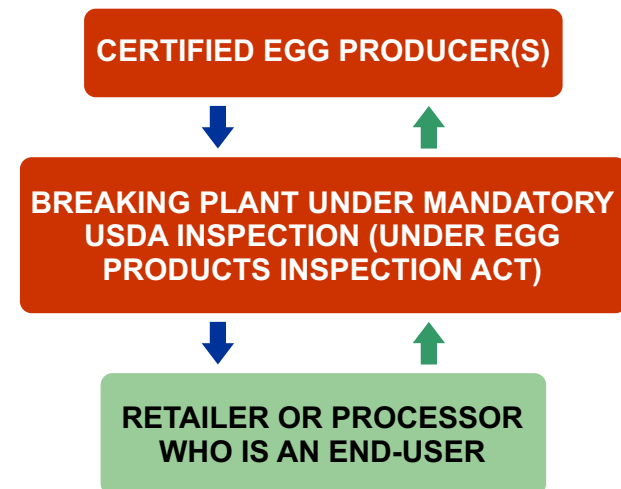 CERTIFIED EGG PRODUCER(S)
BREAKING PLANT UNDER MANDATORY
USDA INSPECTION (UNDER EGG
PRODUCTS INSPECTION ACT)
RETAILER OR PROCESSOR
WHO IS AN END-USER